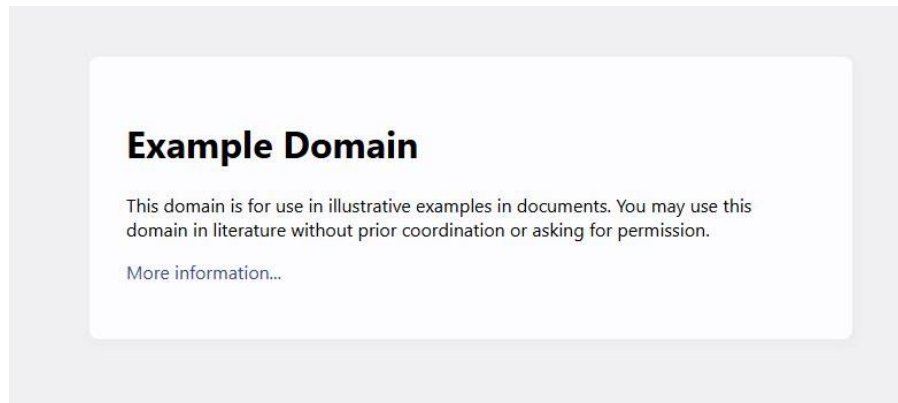 Example Domain
This domain is for use in illustrative examples in documents. You may use this
domain in literature without prior coordination or asking for permission.
More information...